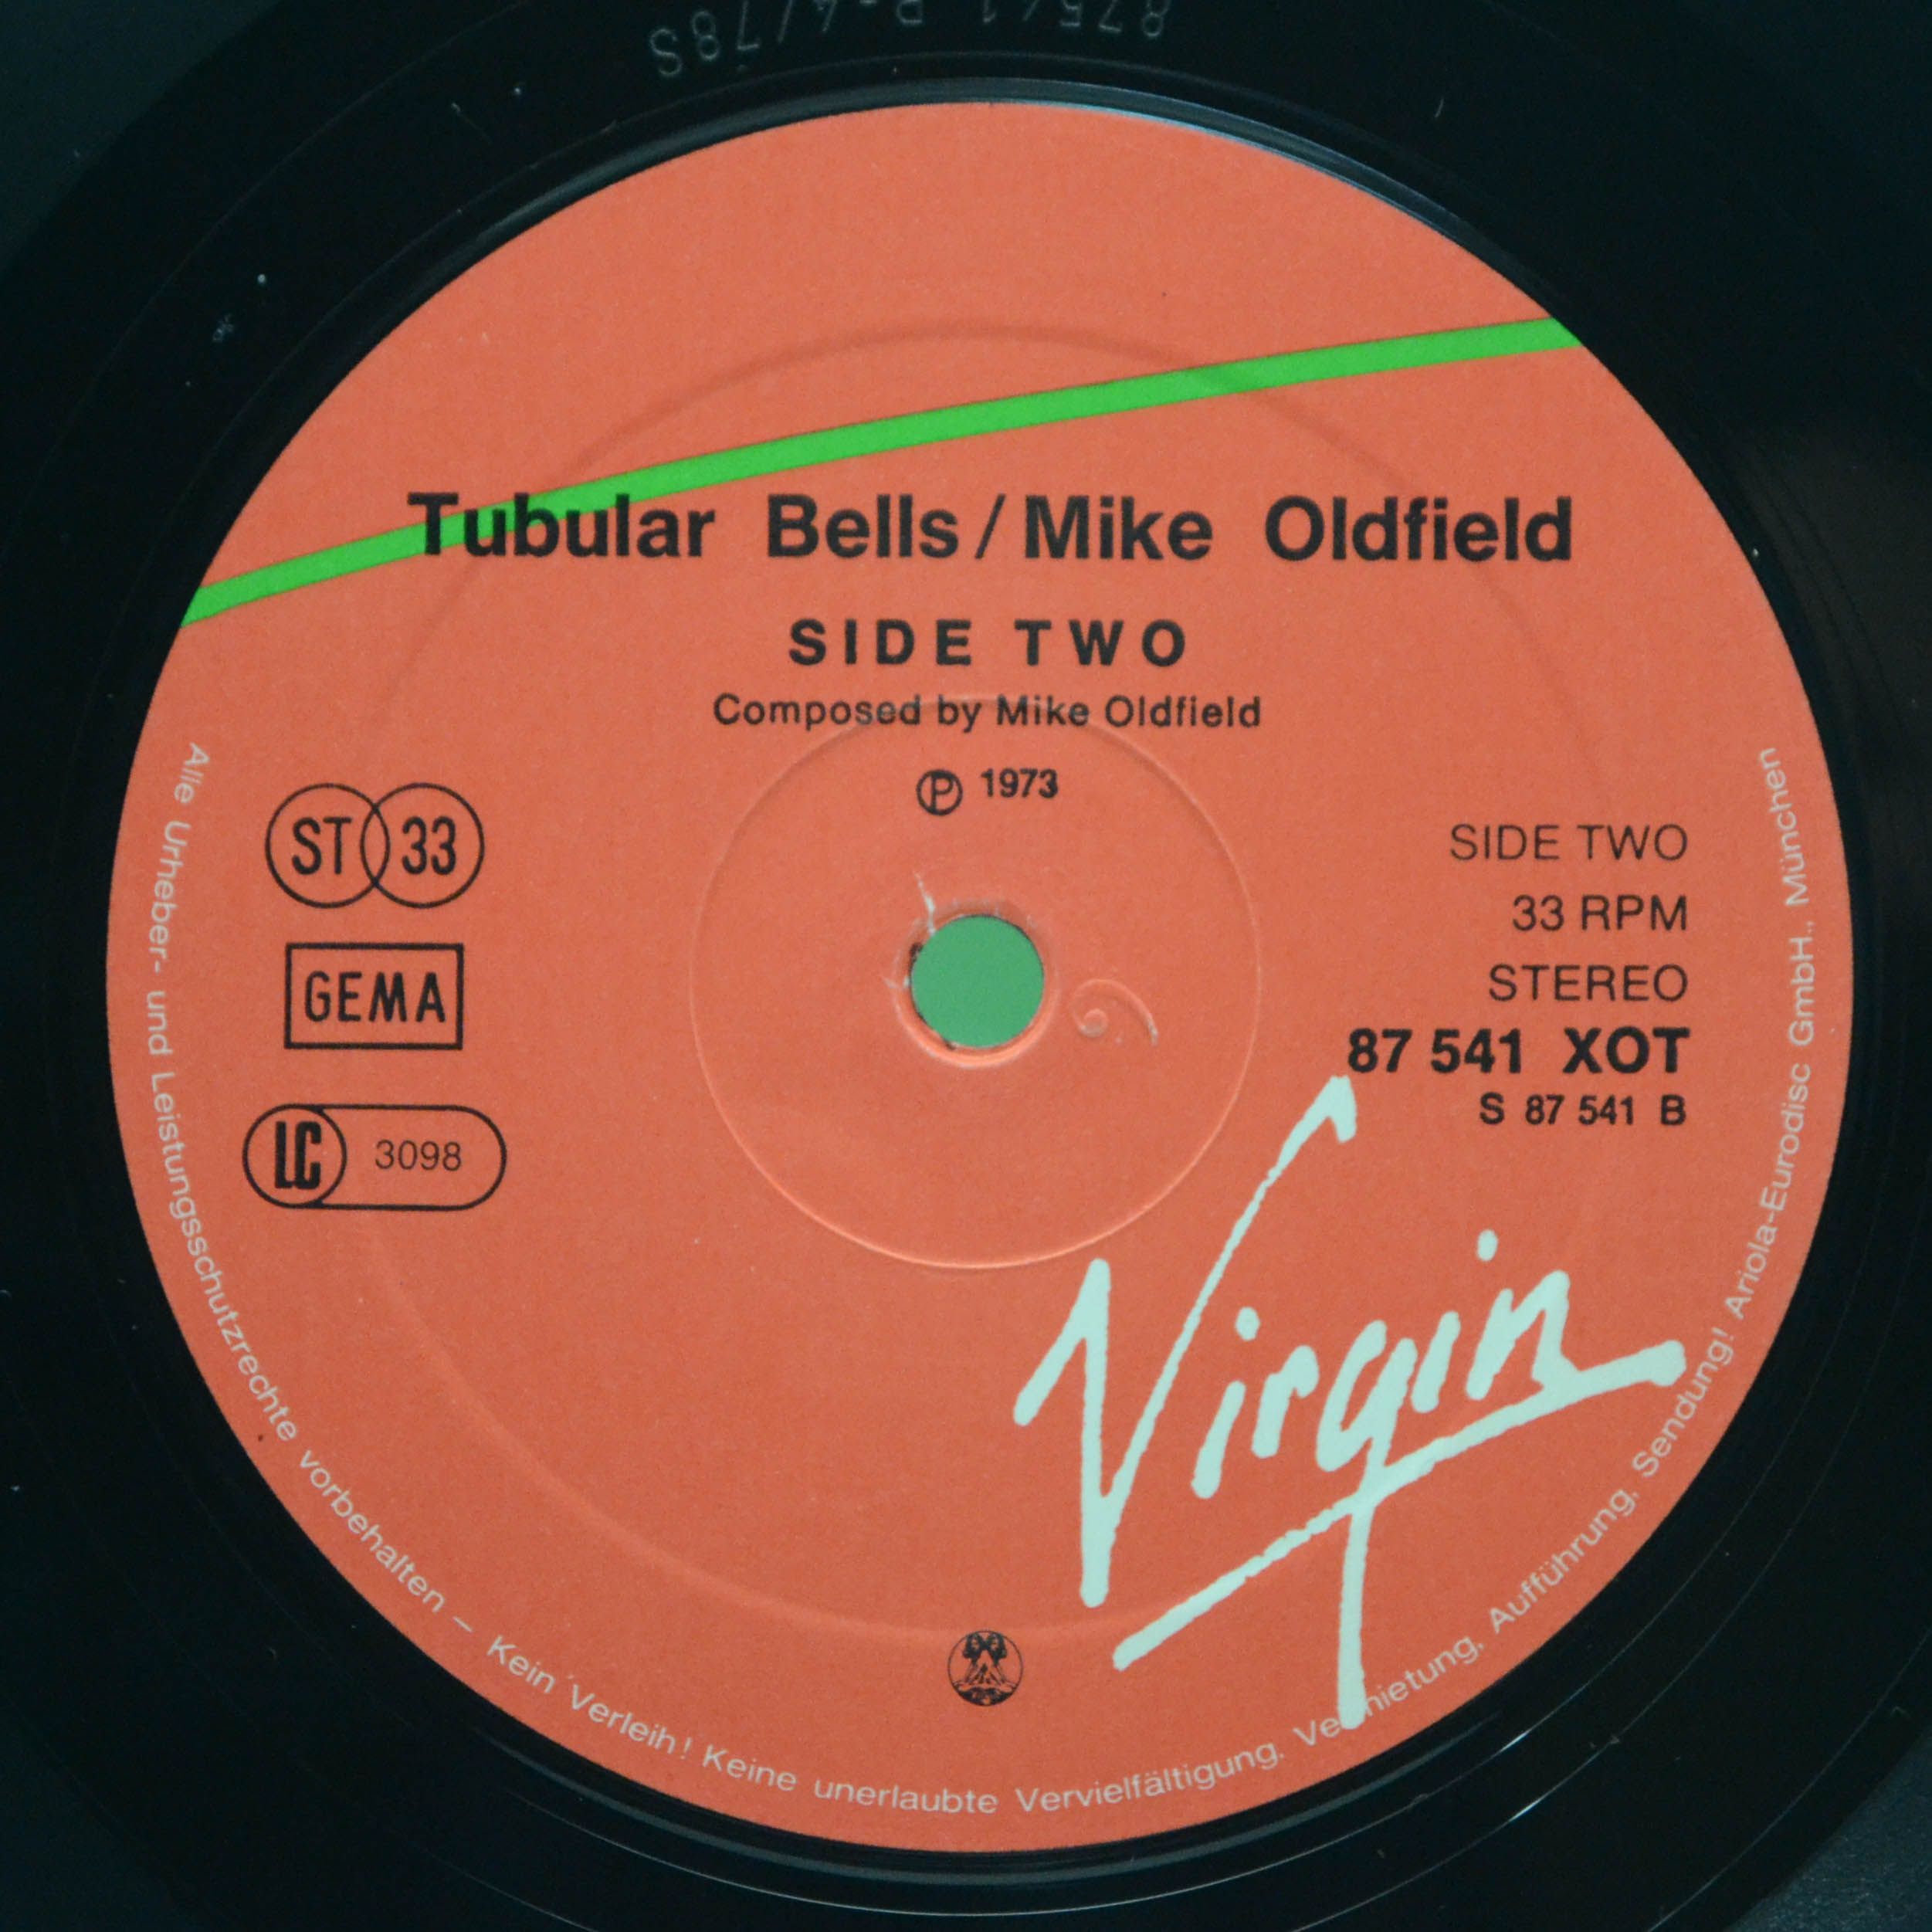 Tubular Bells / Mike Oldfield
SIDE TWO
Composed by Mike Oldfield
Ⓟ 1973
ST 33
GEMA
LC 3098
SIDE TWO
33 RPM
STEREO
87 541 XOT
S 87 541 B
Virgin
Alle Urheber- und Leistungsschutzrechte vorbehalten – Kein Verleih! Keine unerlaubte Vervielfältigung, Vermietung, Aufführung, Sendung! Ariola-Eurodisc GmbH., München